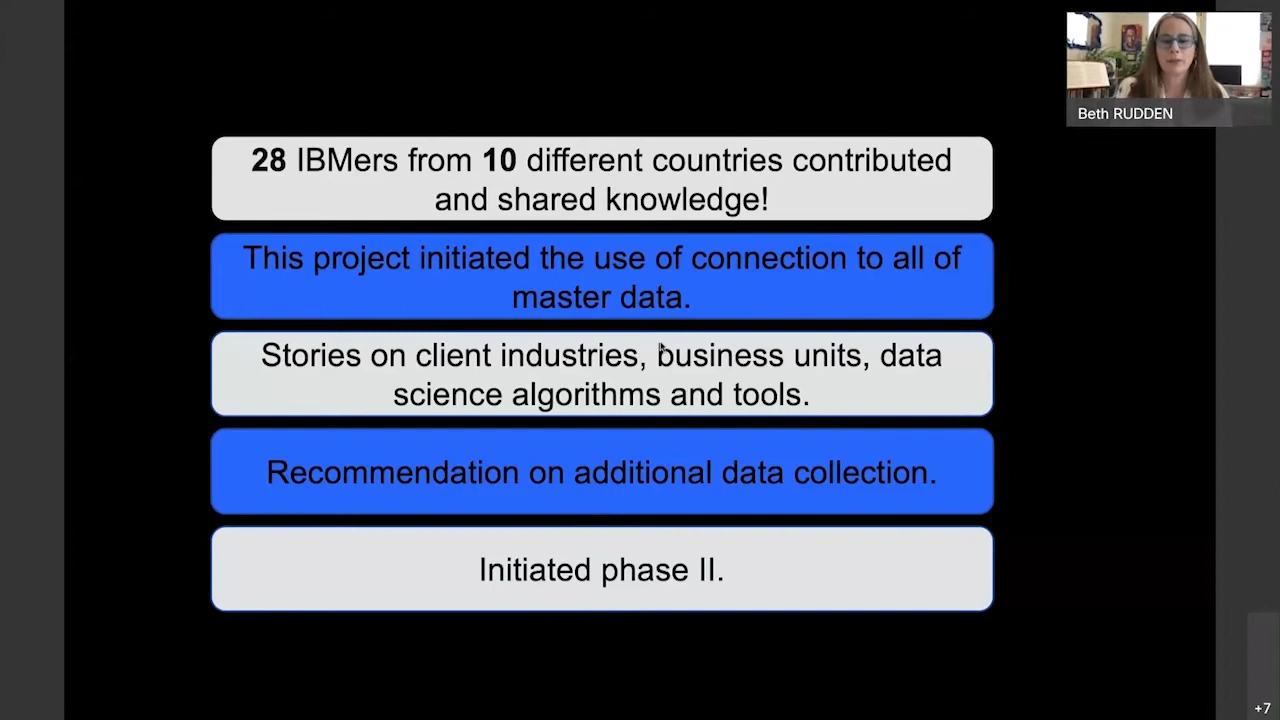 Beth RUDDEN
28 IBMers from 10 different countries contributed
and shared knowledge!
This project initiated the use of connection to all of
master data.
Stories on client industries, business units, data
science algorithms and tools.
Recommendation on additional data collection.
Initiated phase II.
+7